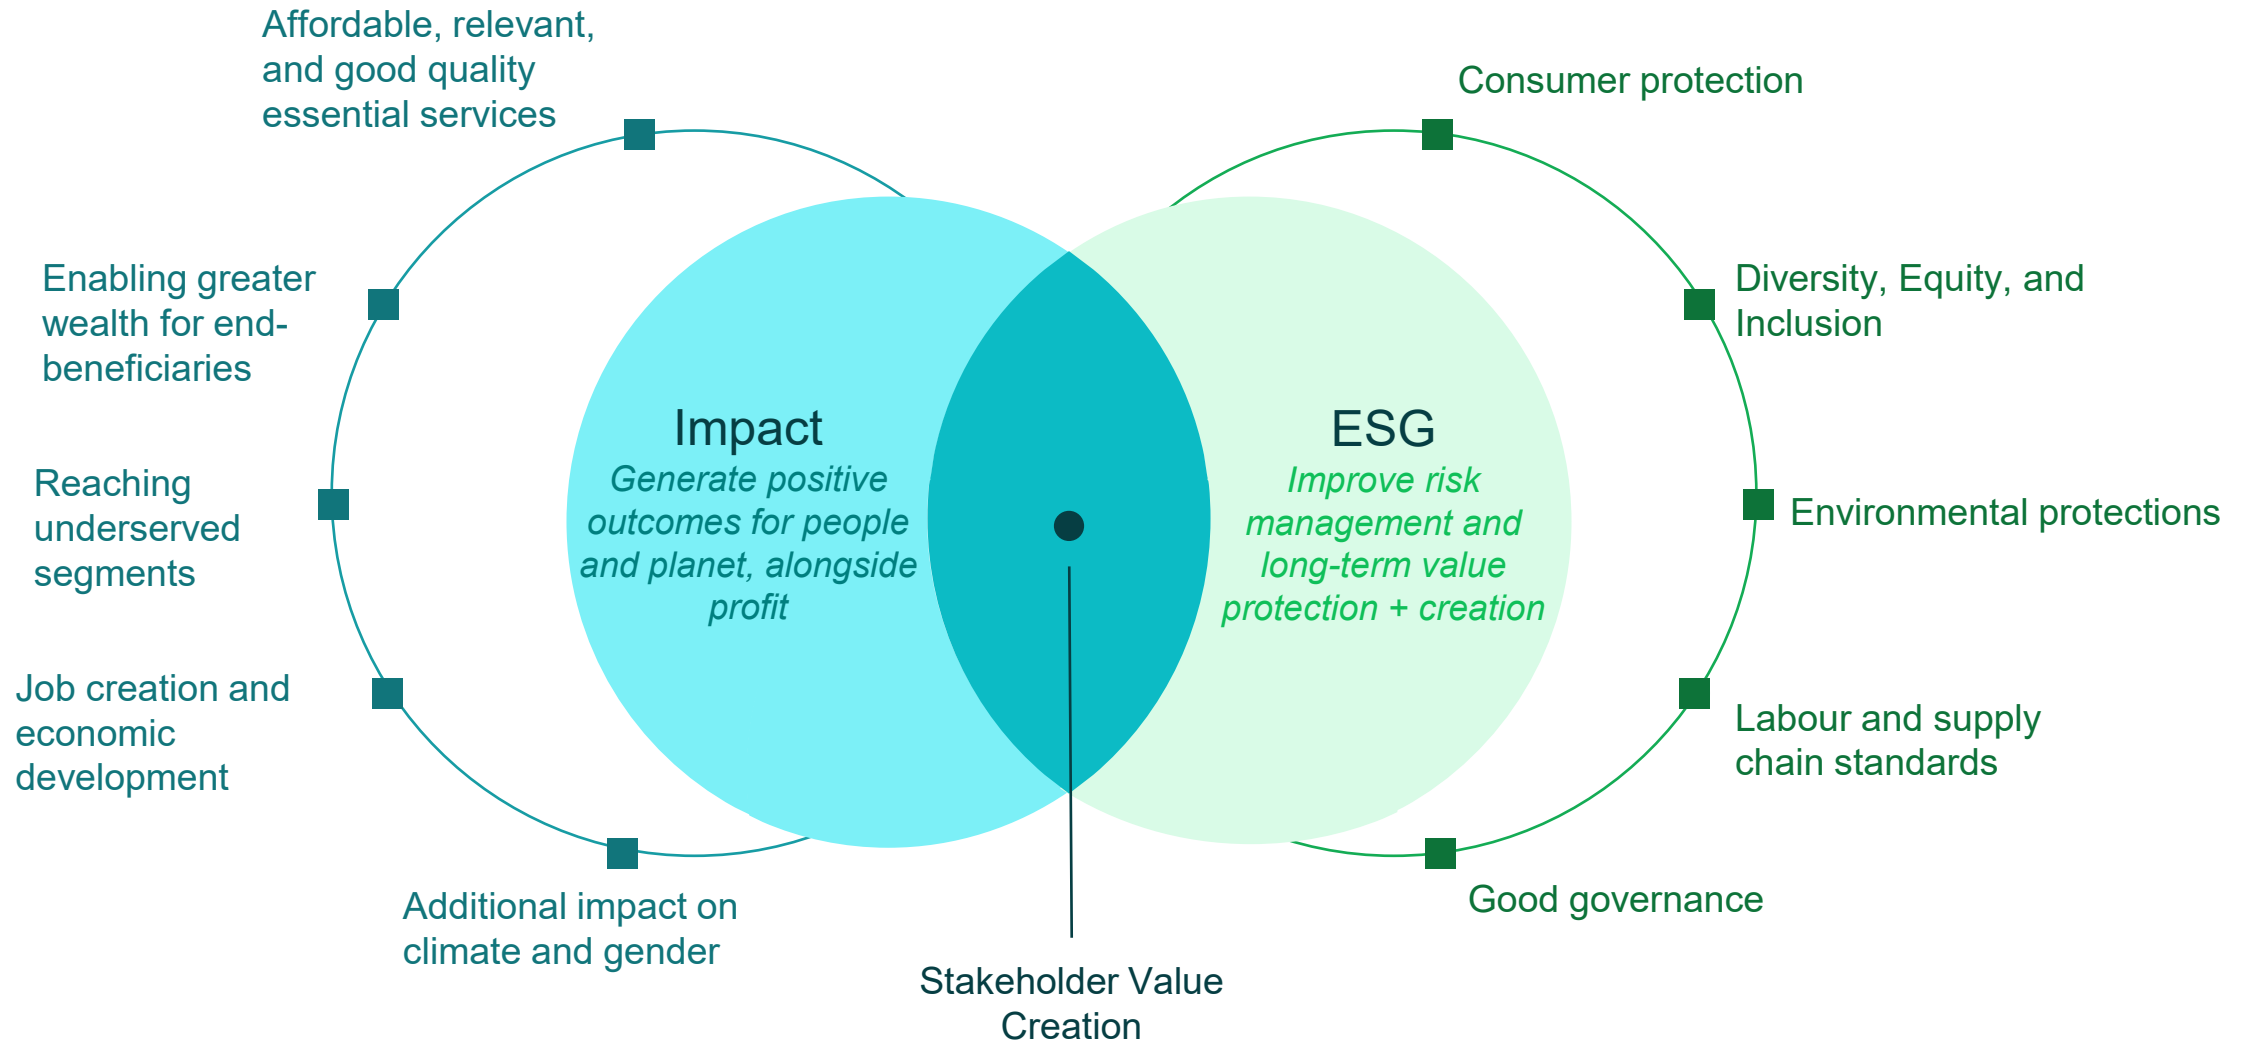 Affordable, relevant,
and good quality
essential services
Enabling greater
wealth for end-
beneficiaries
Reaching
underserved
segments
Job creation and
economic
development
Additional impact on
climate and gender
Impact
Generate positive
outcomes for people
and planet, alongside
profit
Stakeholder Value
Creation
ESG
Improve risk
management and
long-term value
protection + creation
Consumer protection
Diversity, Equity, and
Inclusion
Environmental protections
Labour and supply
chain standards
Good governance